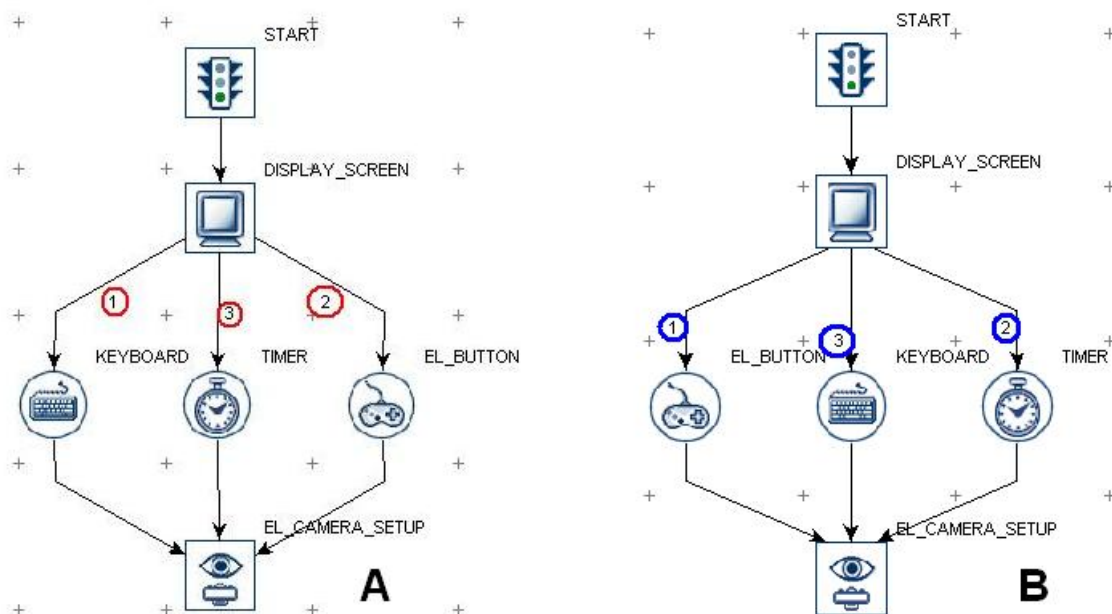 START
DISPLAY_SCREEN
1
3
2
KEYBOARD
TIMER
EL_BUTTON
EL_CAMERA_SETUP
A
START
DISPLAY_SCREEN
1
3
2
EL_BUTTON
KEYBOARD
TIMER
EL_CAMERA_SETUP
B